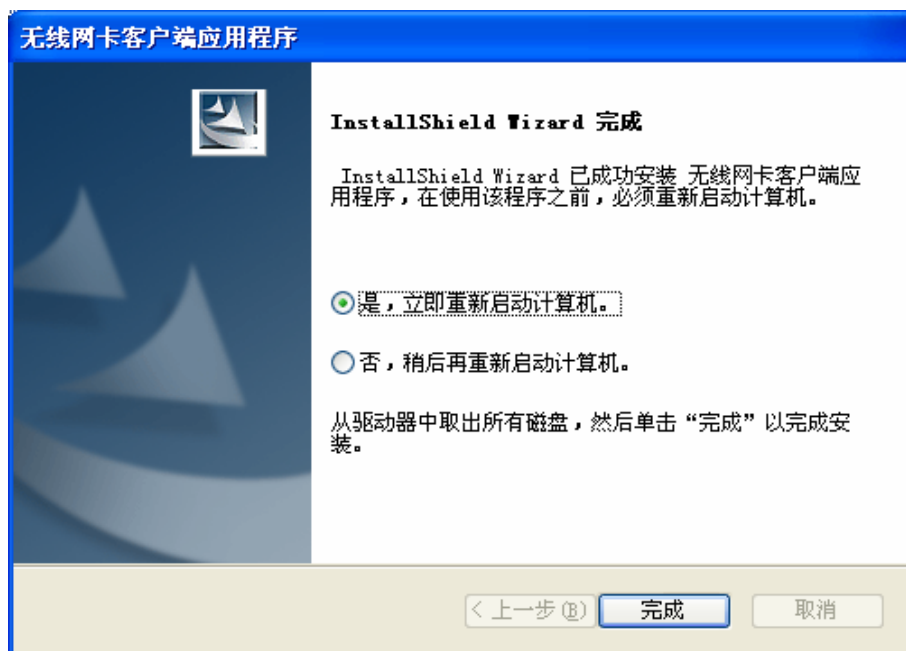 无线网卡客户端应用程序
InstallShield Wizard 完成
InstallShield Wizard 已成功安装 无线网卡客户端应
用程序，在使用该程序之前，必须重新启动计算机。
是，立即重新启动计算机。
否，稍后再重新启动计算机。
从驱动器中取出所有磁盘，然后单击“完成”以完成安
装。
< 上一步(B) 完成 取消